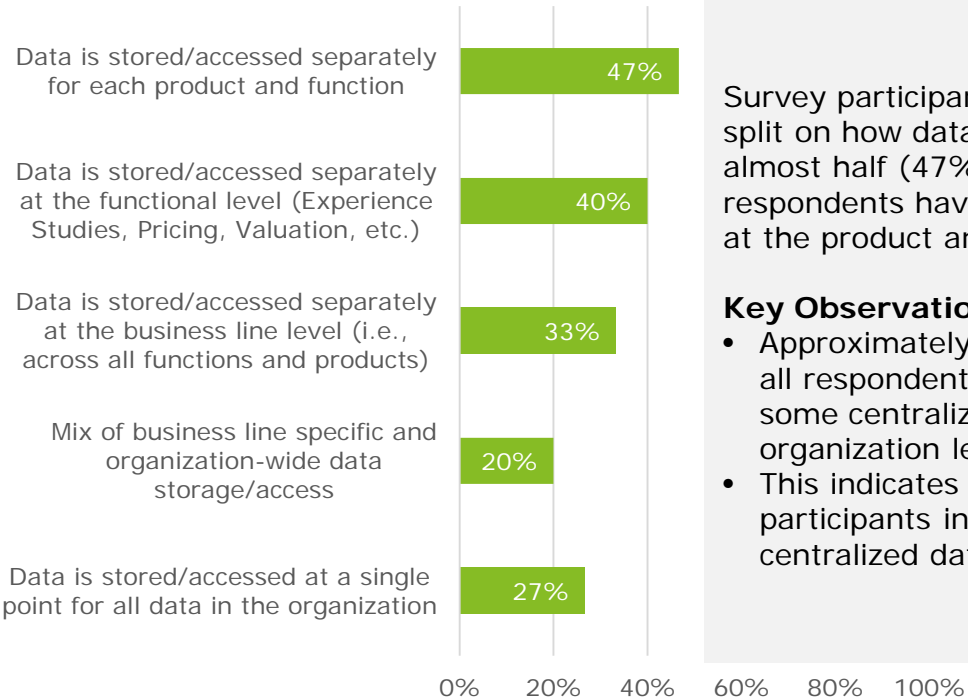 Data is stored/accessed separately
for each product and function
47%
Data is stored/accessed separately
at the functional level (Experience
Studies, Pricing, Valuation, etc.)
40%
Data is stored/accessed separately
at the business line level (i.e.,
across all functions and products)
33%
Mix of business line specific and
organization-wide data
storage/access
20%
Data is stored/accessed at a single
point for all data in the organization
27%
0% 20% 40% 60% 80% 100%
Survey participan
split on how data
almost half (47%
respondents hav
at the product an
Key Observatio
• Approximately
all respondent
some centraliz
organization le
• This indicates
participants in
centralized dat